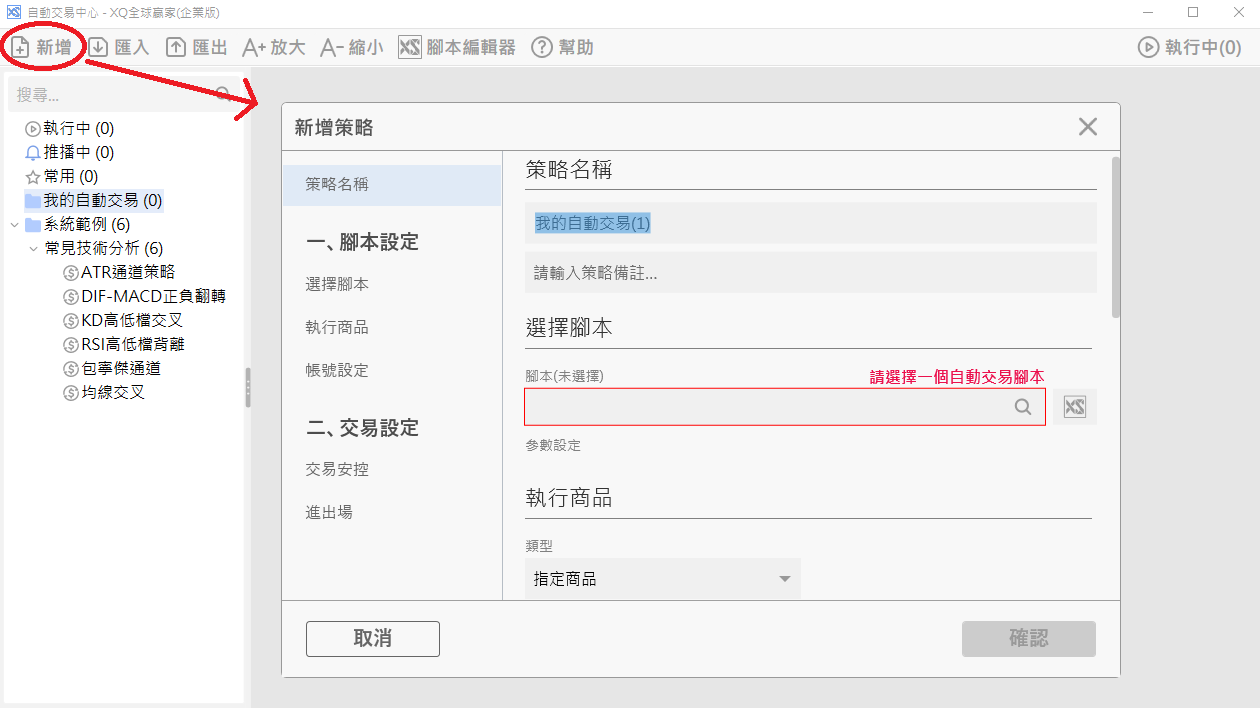 自動交易中心 - XQ全球贏家(企業版)
新增 匯入 匯出 A+ 放大 A- 縮小 XS 腳本編輯器 ? 幫助 執行中(0)
搜尋...
執行中 (0)
推播中 (0)
常用 (0)
我的自動交易 (0)
系統範例 (6)
常見技術分析 (6)
ATR通道策略
DIF-MACD正負翻轉
KD高低檔交叉
RSI高低檔背離
包寧傑通道
均線交叉
新增策略
策略名稱
一、腳本設定
選擇腳本
執行商品
帳號設定
二、交易設定
交易安控
進出場
策略名稱
我的自動交易(1)
請輸入策略備註...
選擇腳本
腳本(未選擇) 請選擇一個自動交易腳本
XS
參數設定
執行商品
類型
指定商品
取消 確認